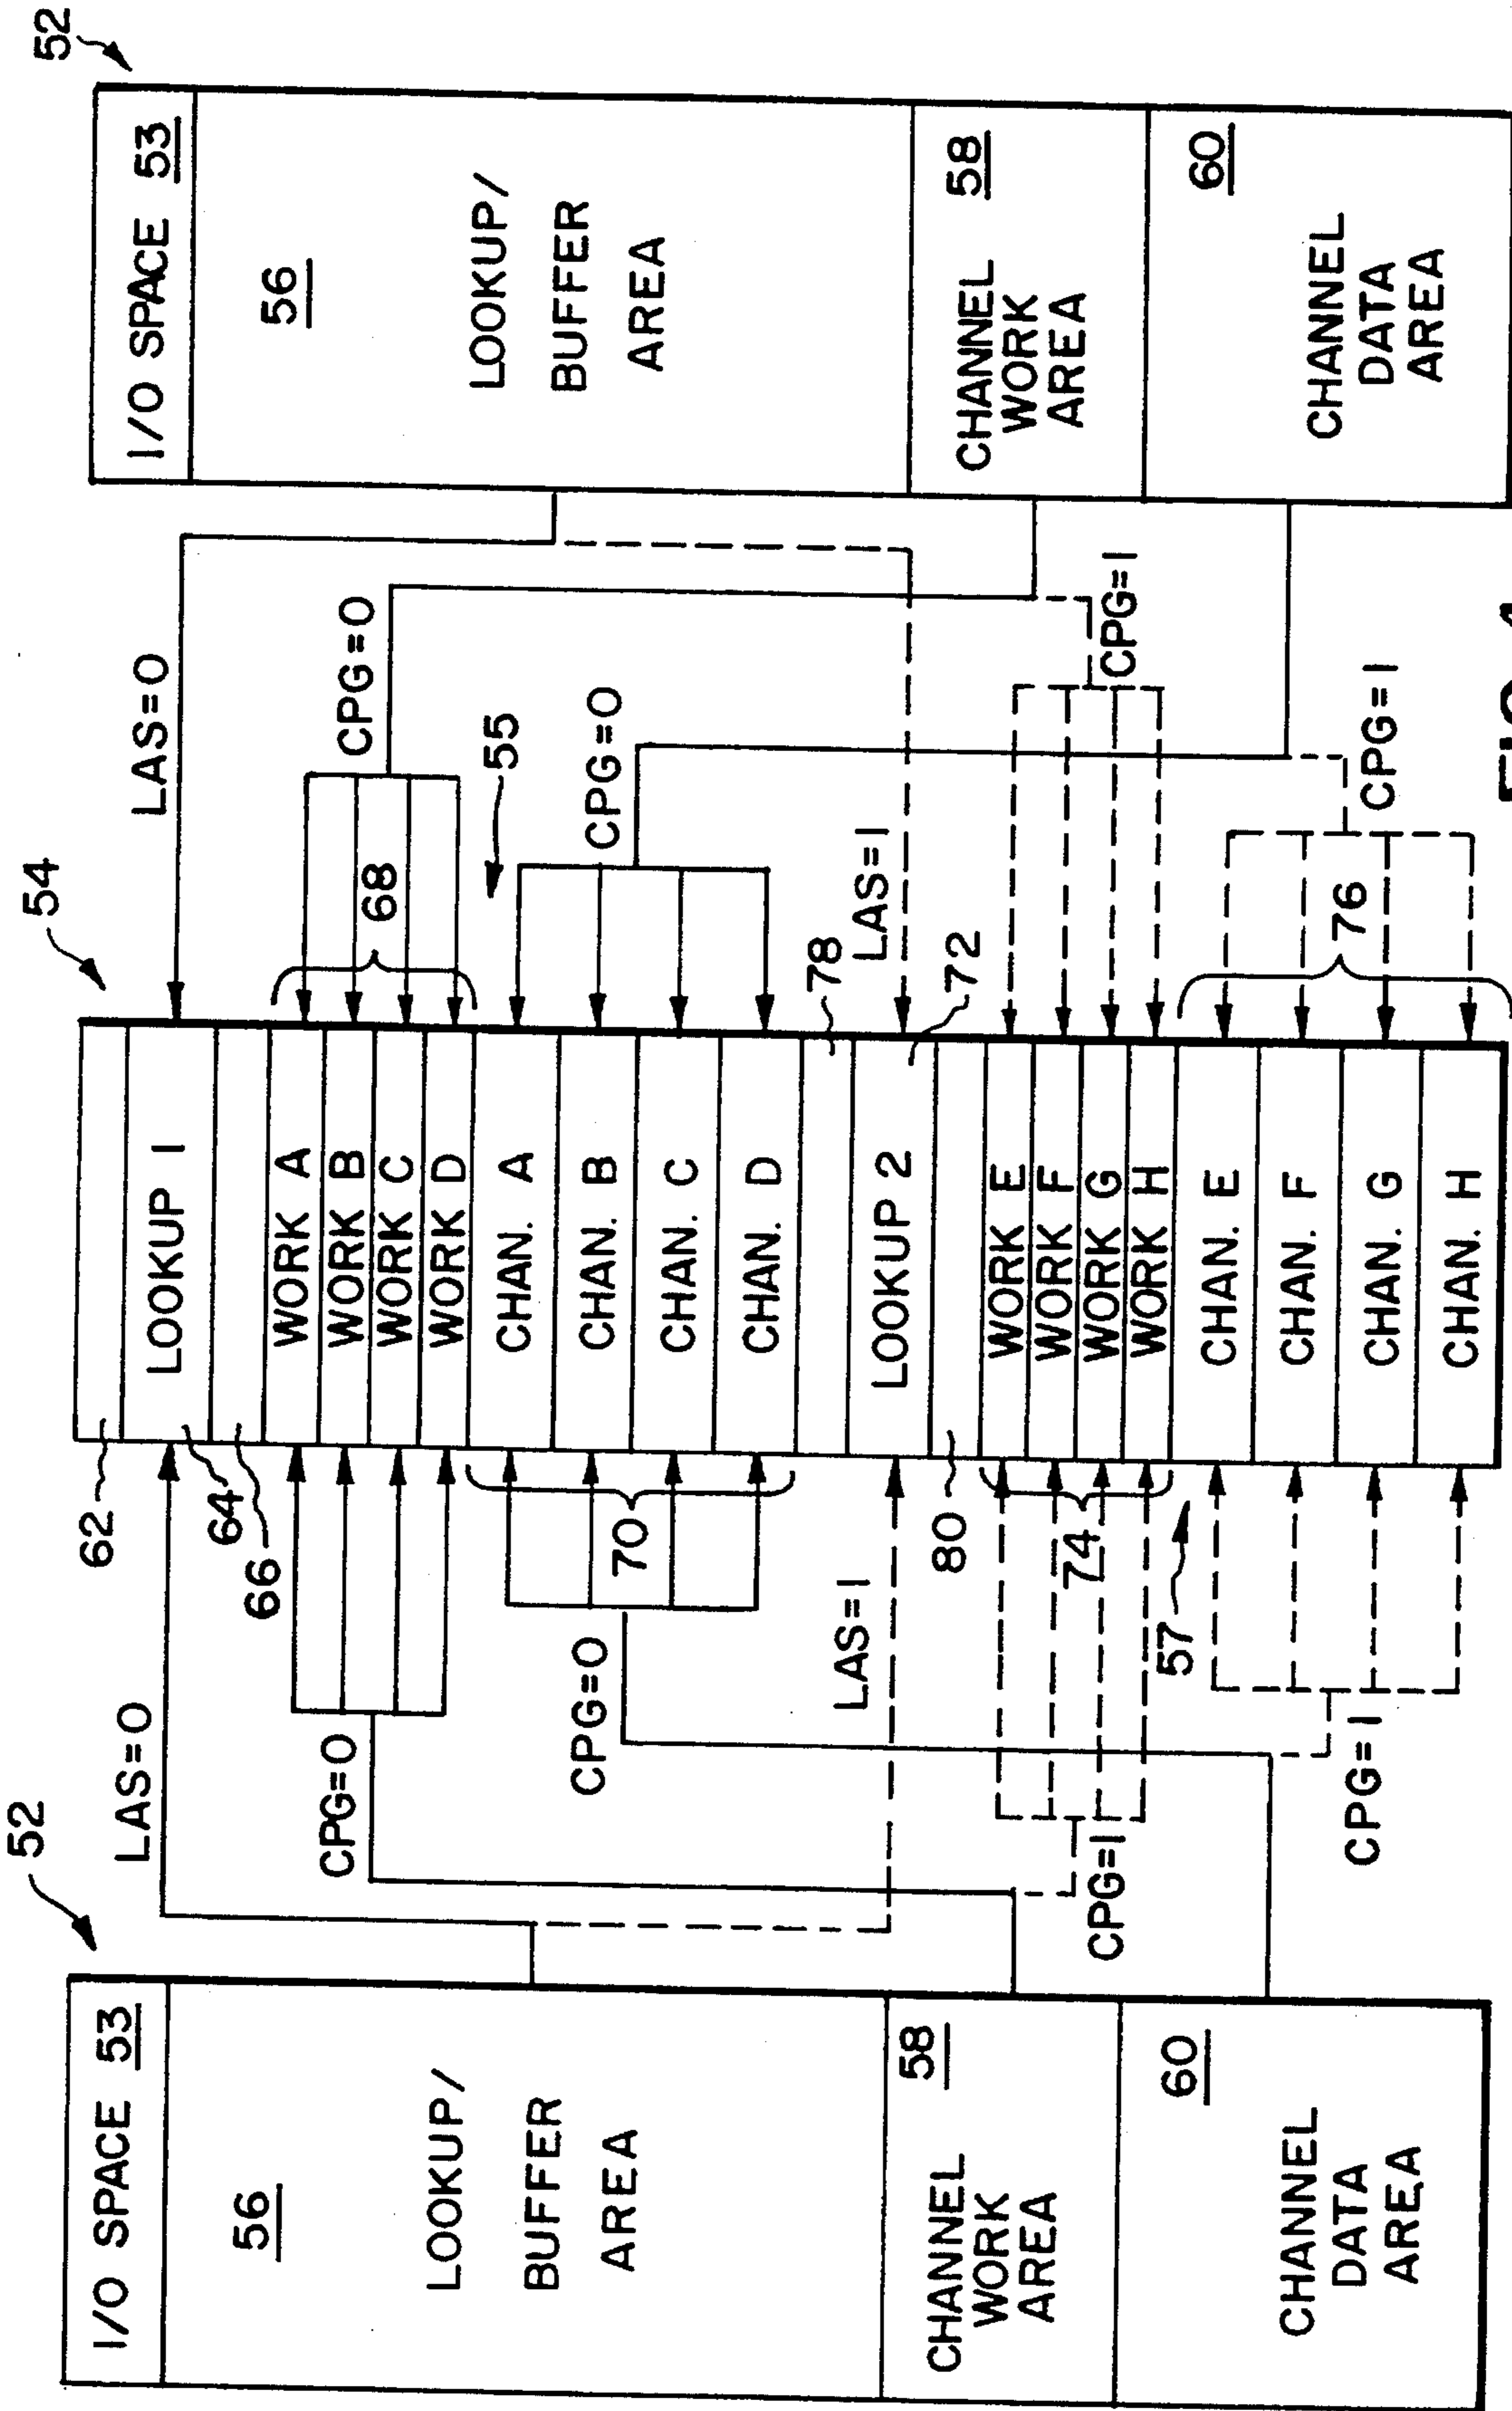 52
I/O SPACE 53
56
LOOKUP/
BUFFER
AREA
58
CHANNEL
WORK
AREA
60
CHANNEL
DATA
AREA
LAS=0
CPG=0
CPG=0
LAS=1
CPG=1
CPG=1
62
64
66
70
80
74
57
54
LOOKUP 1
WORK A
WORK B
WORK C
WORK D
CHAN. A
CHAN. B
CHAN. C
CHAN. D
LOOKUP 2
WORK E
WORK F
WORK G
WORK H
CHAN. E
CHAN. F
CHAN. G
CHAN. H
68
55
78
72
76
LAS=0
CPG=0
CPG=0
LAS=1
CPG=1
CPG=1
52
I/O SPACE 53
56
LOOKUP/
BUFFER
AREA
58
CHANNEL
WORK
AREA
60
CHANNEL
DATA
AREA